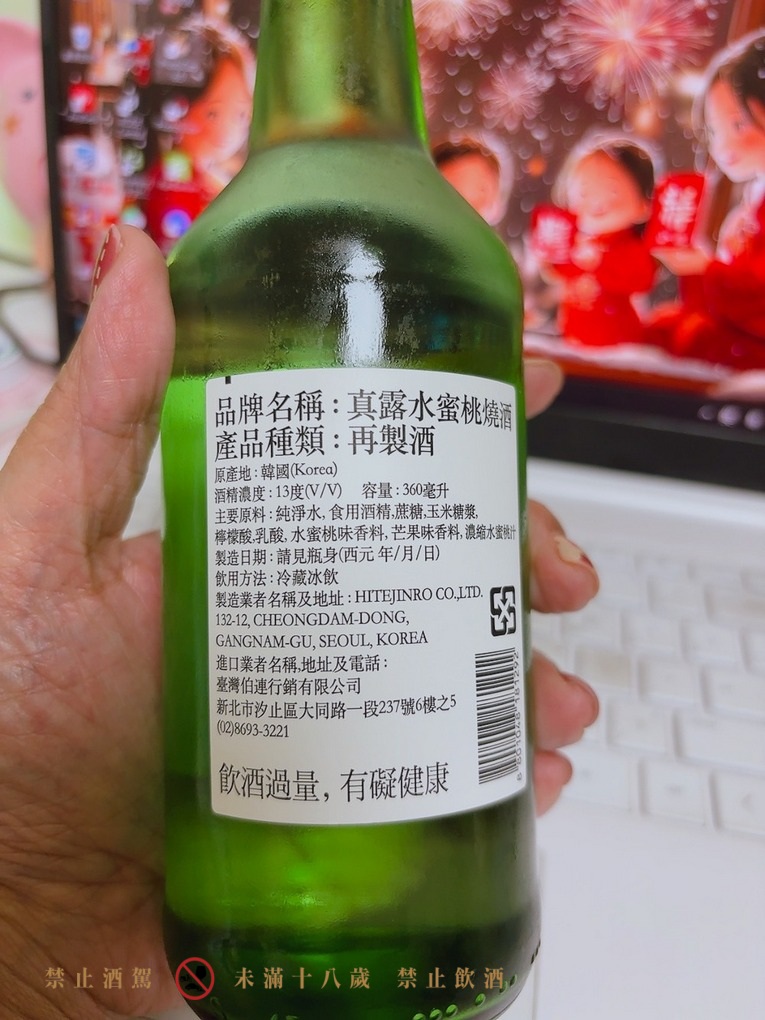 品牌名稱:真露水蜜桃燒酒
產品種類:再製酒
原產地:韓國(Korea)
酒精濃度:13度(V/V) 容量:360毫升
主要原料:純淨水,食用酒精,蔗糖,玉米糖漿,
檸檬酸,乳酸,水蜜桃味香料,芒果味香料,濃縮水蜜桃汁
製造日期:請見瓶身(西元 年/月/日)
飲用方法:冷藏冰飲
製造業者名稱及地址:HITEJINRO CO.,LTD.
132-12, CHEONGDAM-DONG,
GANGNAM-GU, SEOUL, KOREA
進口業者名稱,地址及電話:
臺灣伯連行銷有限公司
新北市汐止區大同路一段237號6樓之5
(02)8693-3221
飲酒過量,有礙健康
禁止酒駕 未滿十八歲 禁止飲酒